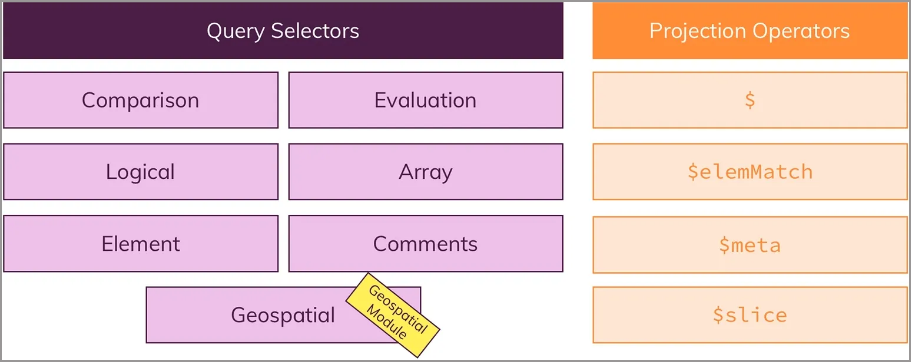 Query Selectors
Projection Operators
Comparison
Evaluation
$
Logical
Array
$elemMatch
Element
Comments
$meta
Geospatial
Geospatial
Module
$slice